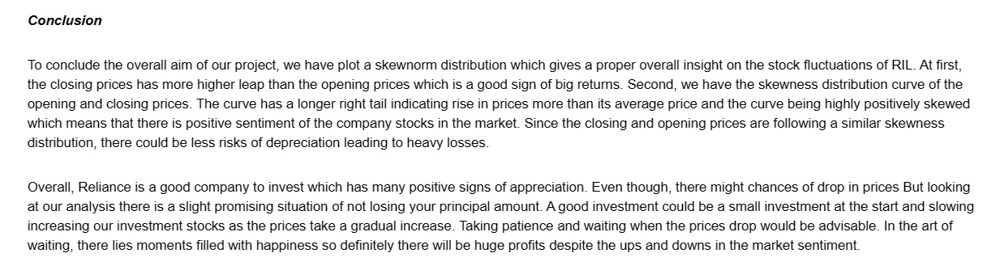 Conclusion
To conclude the overall aim of our project, we have plot a skewnorm distribution which gives a proper overall insight on the stock fluctuations of RIL. At first,
the closing prices has more higher leap than the opening prices which is a good sign of big returns. Second, we have the skewness distribution curve of the
opening and closing prices. The curve has a longer right tail indicating rise in prices more than its average price and the curve being highly positively skewed
which means that there is positive sentiment of the company stocks in the market. Since the closing and opening prices are following a similar skewness
distribution, there could be less risks of depreciation leading to heavy losses.
Overall, Reliance is a good company to invest which has many positive signs of appreciation. Even though, there might chances of drop in prices But looking
at our analysis there is a slight promising situation of not losing your principal amount. A good investment could be a small investment at the start and slowing
increasing our investment stocks as the prices take a gradual increase. Taking patience and waiting when the prices drop would be advisable. In the art of
waiting, there lies moments filled with happiness so definitely there will be huge profits despite the ups and downs in the market sentiment.